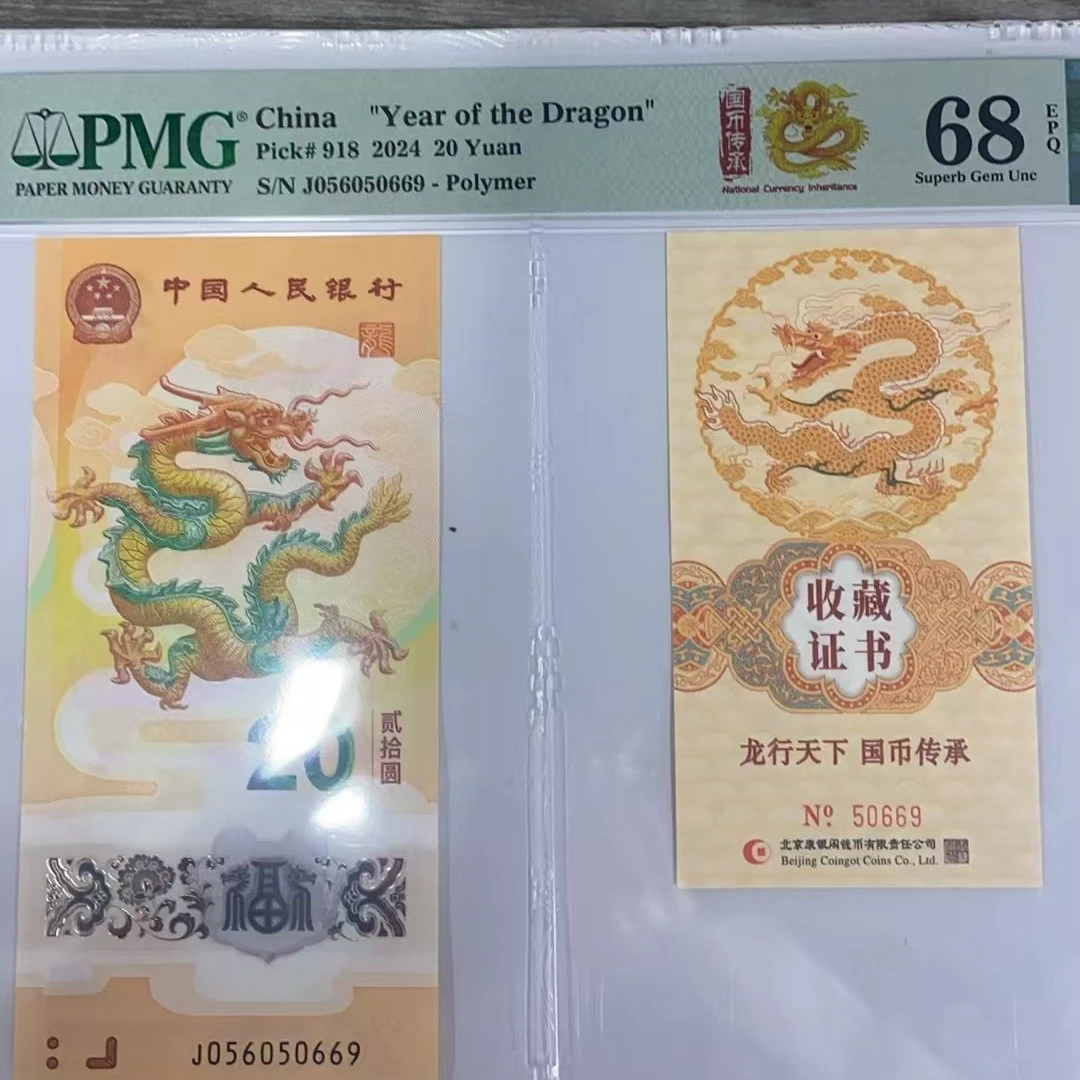 PMG®
PAPER MONEY GUARANTY
China "Year of the Dragon"
Pick# 918 2024 20 Yuan
S/N J056050669 - Polymer
国币传承
National Currency Inheritance
68
EPQ
Superb Gem Unc
中国人民银行
龍
20
贰拾圆
福
J056050669
收藏
证书
龙行天下 国币传承
Nº 50669
北京康银阁钱币有限责任公司
Beijing Coingot Coins Co., Ltd.